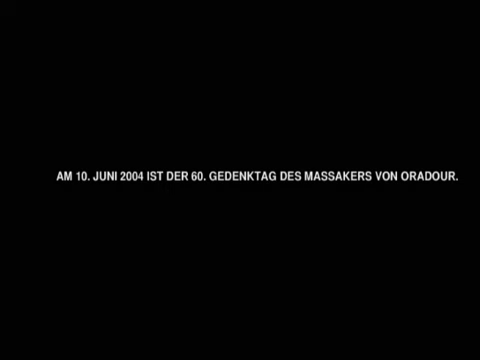 AM 10. JUNI 2004 IST DER 60. GEDENKTAG DES MASSAKERS VON ORADOUR.